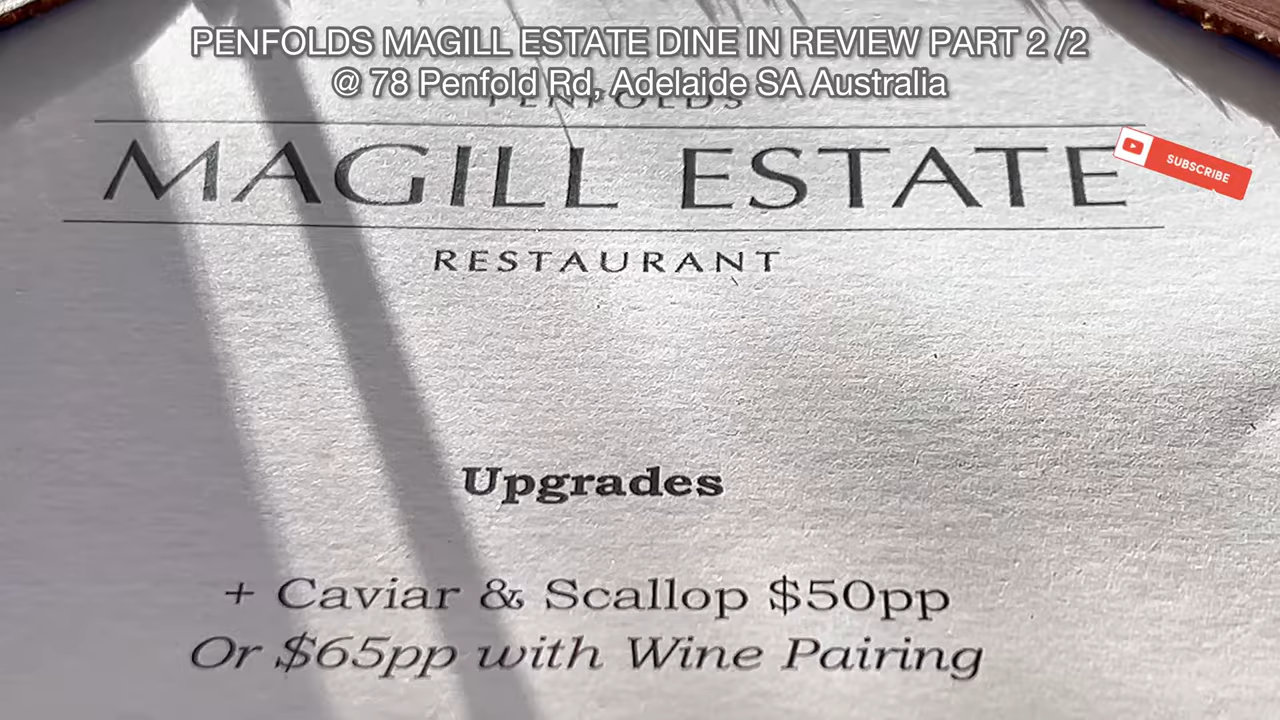 PENFOLDS MAGILL ESTATE DINE IN REVIEW PART 2 /2
@ 78 Penfold Rd, Adelaide SA Australia
PENFOLDS
MAGILL ESTATE
SUBSCRIBE
RESTAURANT
Upgrades
+ Caviar & Scallop $50pp
Or $65pp with Wine Pairing